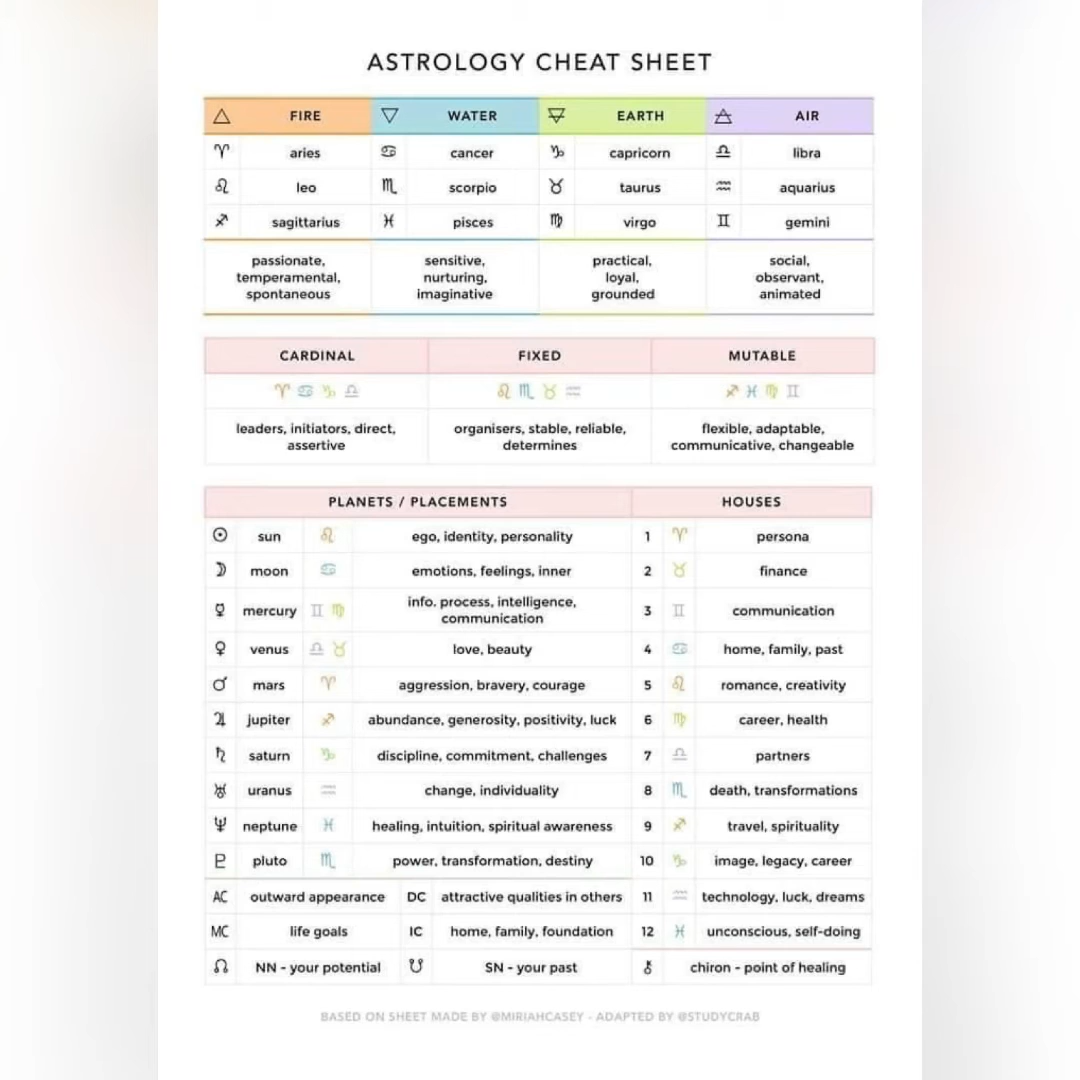 ASTROLOGY CHEAT SHEET
△ FIRE ▽ WATER 🜃 EARTH 🜁 AIR
♈ aries ♋ cancer ♑ capricorn ♎ libra
♌ leo ♏ scorpio ♉ taurus ♒ aquarius
♐ sagittarius ♓ pisces ♍ virgo ♊ gemini
passionate,
temperamental,
spontaneous
sensitive,
nurturing,
imaginative
practical,
loyal,
grounded
social,
observant,
animated
CARDINAL FIXED MUTABLE
♈ ♋ ♑ ♎ ♌ ♏ ♉ ♒ ♐ ♓ ♍ ♊
leaders, initiators, direct,
assertive
organisers, stable, reliable,
determines
flexible, adaptable,
communicative, changeable
PLANETS / PLACEMENTS HOUSES
☉ sun ♌ ego, identity, personality 1 ♈ persona
☽ moon ♋ emotions, feelings, inner 2 ♉ finance
☿ mercury ♊ ♍ info. process, intelligence,
communication 3 ♊ communication
♀ venus ♎ ♉ love, beauty 4 ♋ home, family, past
♂ mars ♈ aggression, bravery, courage 5 ♌ romance, creativity
♃ jupiter ♐ abundance, generosity, positivity, luck 6 ♍ career, health
♄ saturn ♑ discipline, commitment, challenges 7 ♎ partners
♅ uranus ♒ change, individuality 8 ♏ death, transformations
♆ neptune ♓ healing, intuition, spiritual awareness 9 ♐ travel, spirituality
♇ pluto ♏ power, transformation, destiny 10 ♑ image, legacy, career
AC outward appearance DC attractive qualities in others 11 ♒ technology, luck, dreams
MC life goals IC home, family, foundation 12 ♓ unconscious, self-doing
☊ NN - your potential ☋ SN - your past ⚷ chiron - point of healing
BASED ON SHEET MADE BY @MIRIAHCASEY - ADAPTED BY @STUDYCRAB